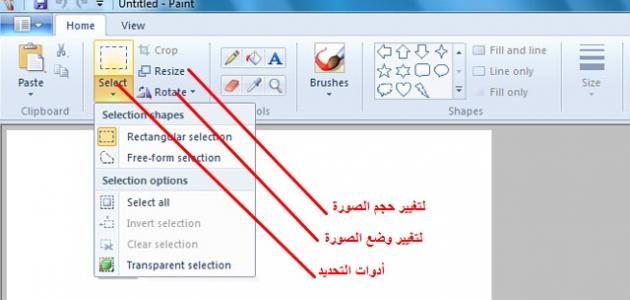 Untitled - Paint
Home View
Paste
Select
Crop
Resize
Rotate
Brushes
Fill and line
Line only
Fill only
Size
A
Clipboard
Shapes
Selection shapes
Rectangular selection
Free-form selection
Selection options
Select all
Invert selection
Clear selection
Transparent selection
لتغيير حجم الصورة
لتغيير وضع الصورة
أدوات التحديد